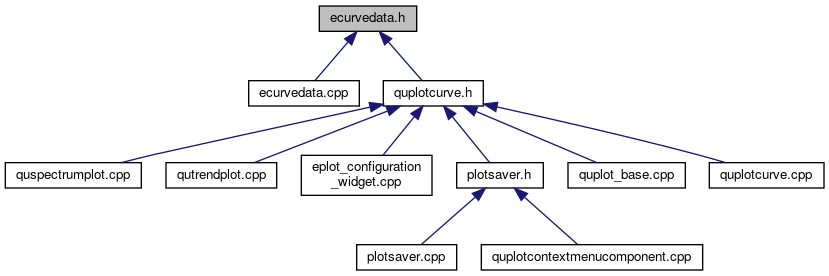 ecurvedata.h
ecurvedata.cpp
quplotcurve.h
quspectrumplot.cpp
qutrendplot.cpp
eplot_configuration
_widget.cpp
plotsaver.h
quplot_base.cpp
quplotcurve.cpp
plotsaver.cpp
quplotcontextmenucomponent.cpp